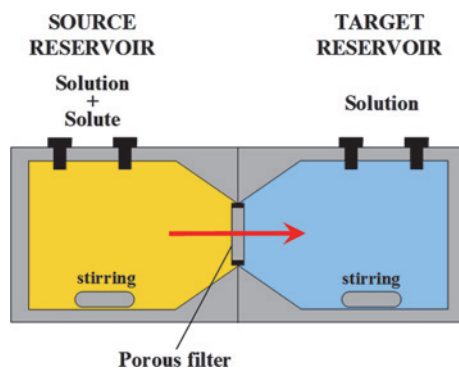 SOURCE
RESERVOIR
Solution
+
Solute
TARGET
RESERVOIR
Solution
stirring
stirring
Porous filter